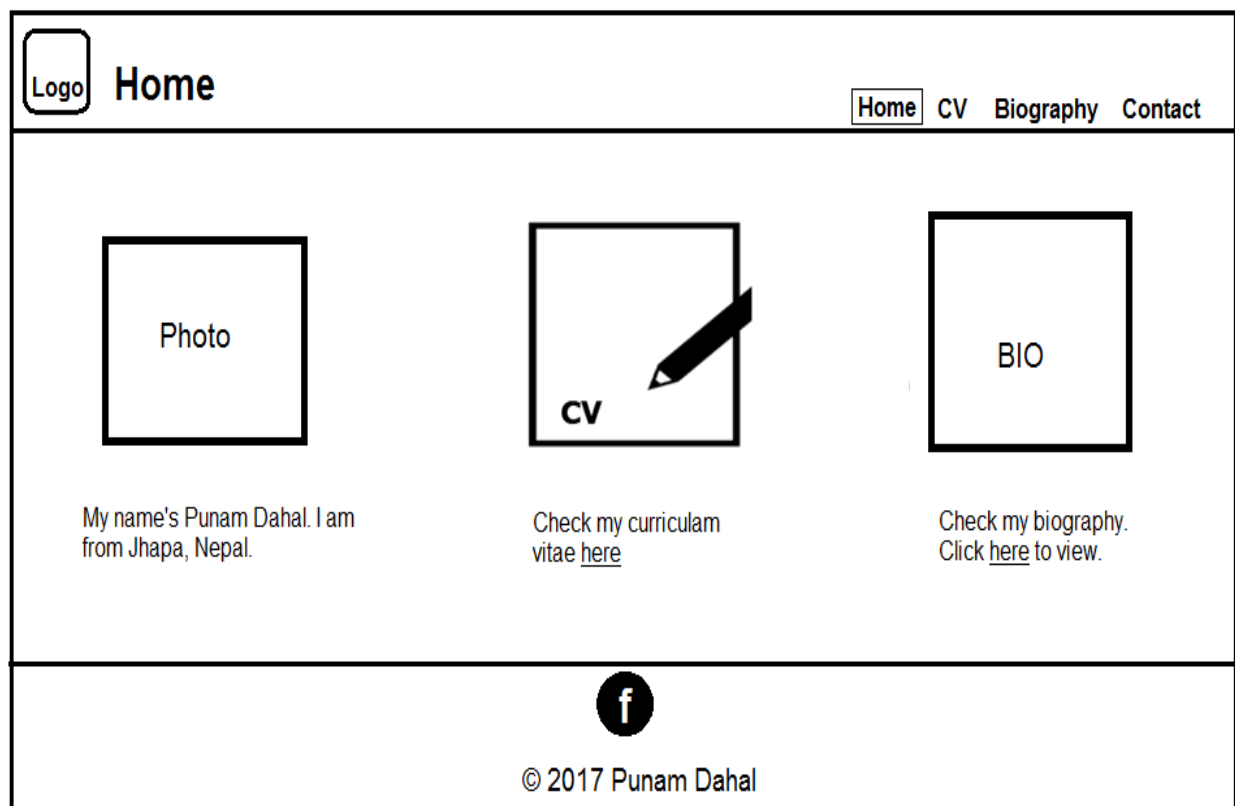 Logo
Home
Home CV Biography Contact
Photo
CV
BIO
My name's Punam Dahal. I am
from Jhapa, Nepal.
Check my curriculam
vitae here
Check my biography.
Click here to view.
f
© 2017 Punam Dahal